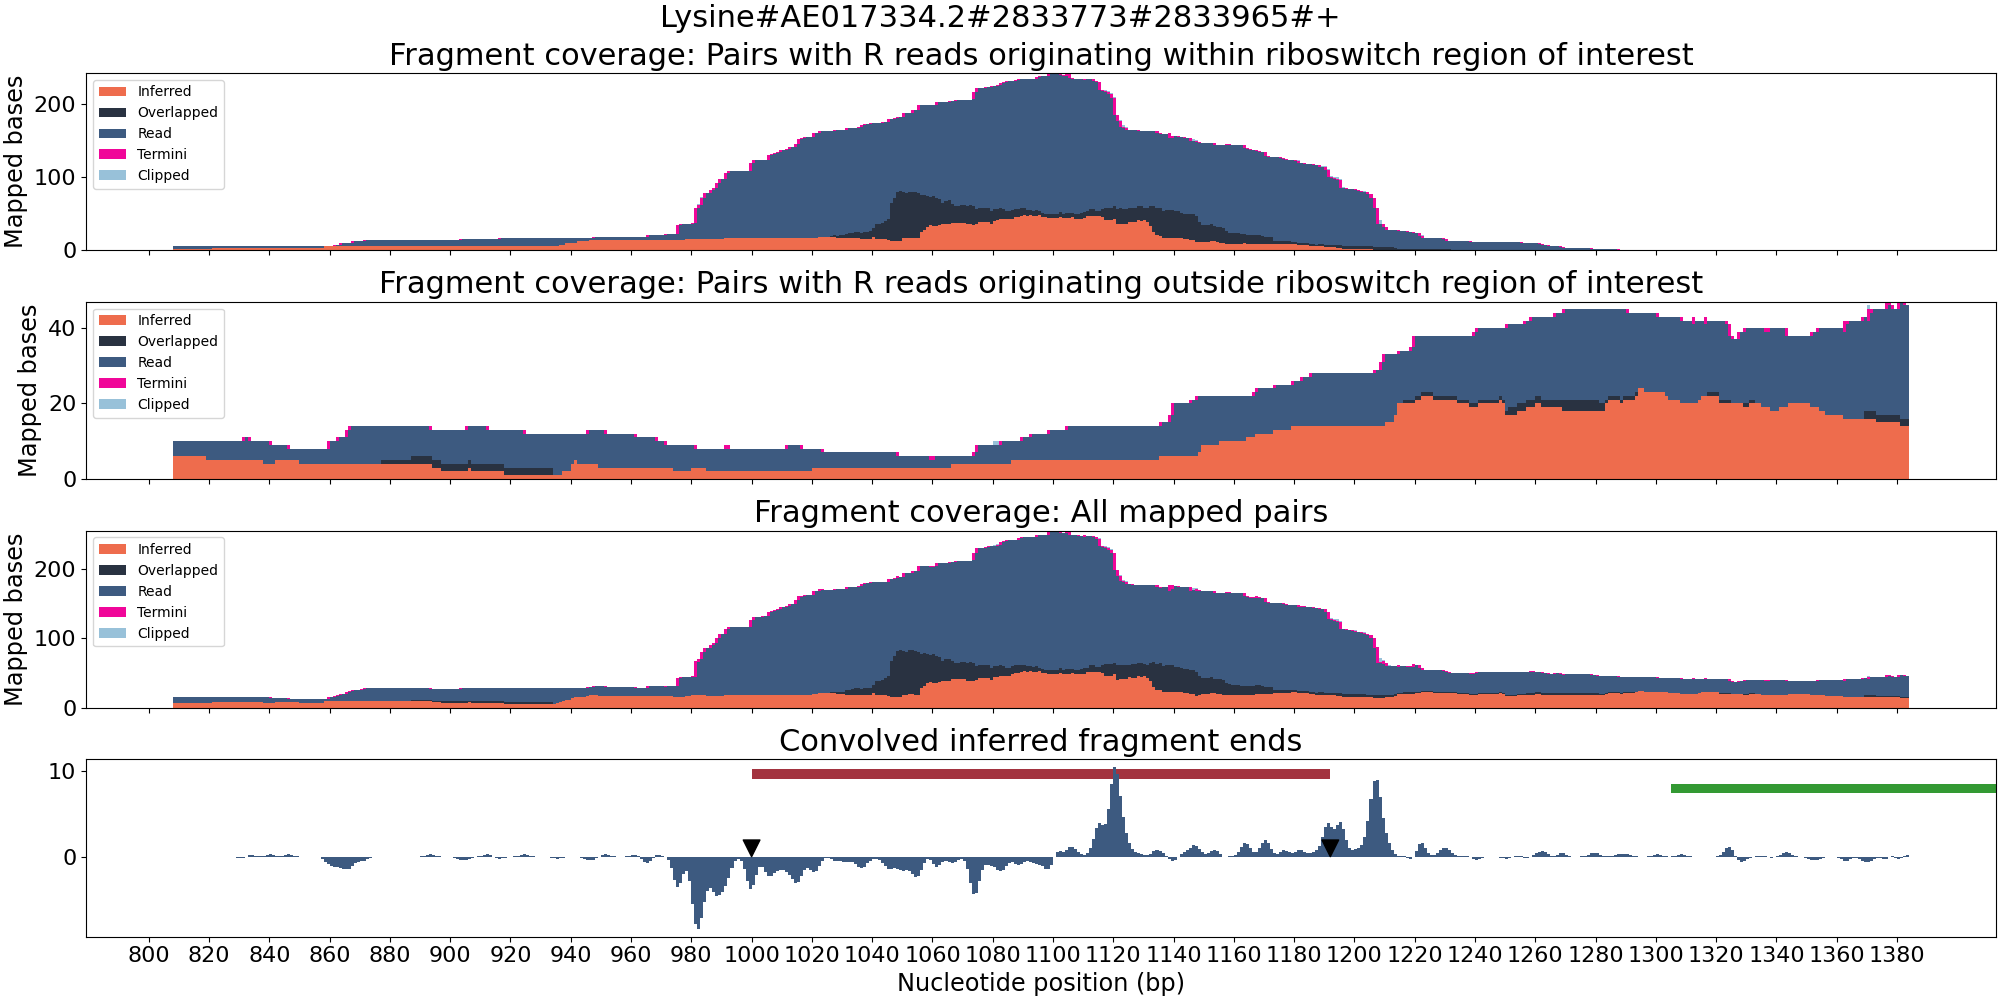 Lysine#AE017334.2#2833773#2833965#+
Fragment coverage: Pairs with R reads originating within riboswitch region of interest
Mapped bases
200
100
0
Inferred
Overlapped
Read
Termini
Clipped
Fragment coverage: Pairs with R reads originating outside riboswitch region of interest
Mapped bases
40
20
0
Inferred
Overlapped
Read
Termini
Clipped
Fragment coverage: All mapped pairs
Mapped bases
200
100
0
Inferred
Overlapped
Read
Termini
Clipped
Convolved inferred fragment ends
10
0
800 820 840 860 880 900 920 940 960 980 1000 1020 1040 1060 1080 1100 1120 1140 1160 1180 1200 1220 1240 1260 1280 1300 1320 1340 1360 1380
Nucleotide position (bp)